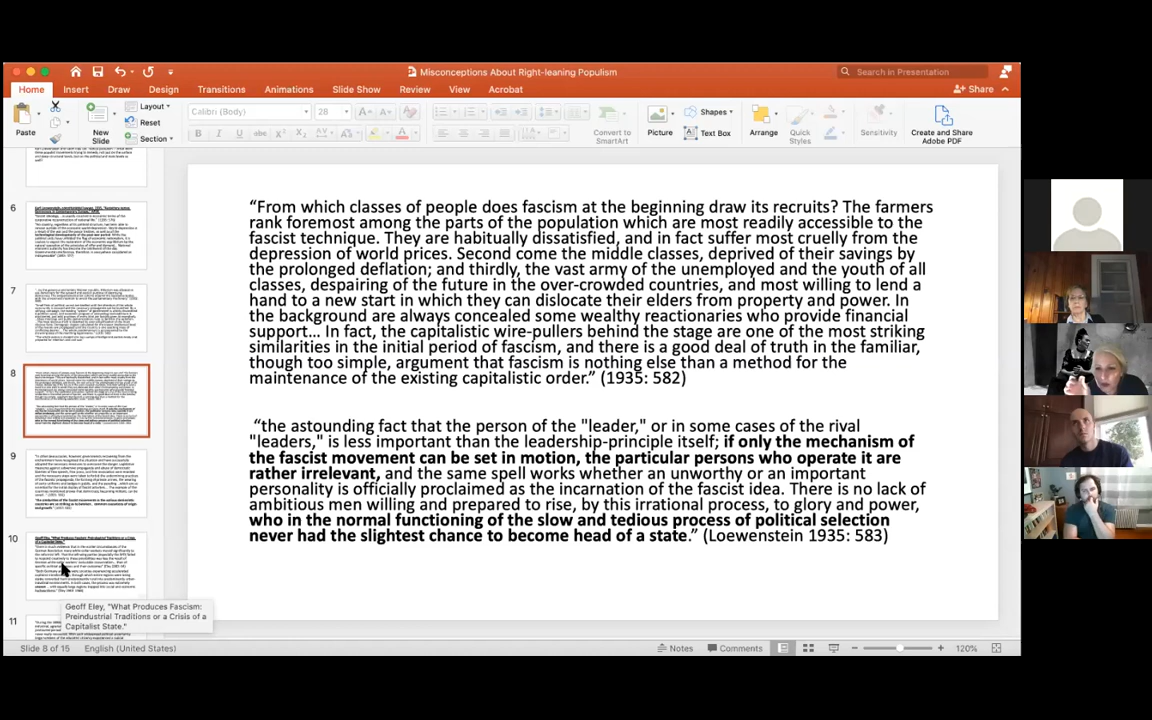 Misconceptions About Right-leaning Populism
Search in Presentation
Home
Insert
Draw
Design
Transitions
Animations
Slide Show
Review
View
Acrobat
Share
Paste
New
Slide
Layout
Reset
Section
Calibri (Body)
28
Convert to
SmartArt
Picture
Shapes
Text Box
Arrange
Quick
Styles
Sensitivity
Create and Share
Adobe PDF
6
7
8
9
10
11
“From which classes of people does fascism at the beginning draw its recruits? The farmers
rank foremost among the parts of the population which are most readily accessible to the
fascist technique. They are habitually dissatisfied, and in fact suffer most cruelly from the
depression of world prices. Second come the middle classes, deprived of their savings by
the prolonged deflation; and thirdly, the vast army of the unemployed and the youth of all
classes, despairing of the future in the over-crowded countries, and most willing to lend a
hand to a new start in which they can dislocate their elders from property and power. In
the background are always concealed the wealthy reactionaries who provide financial
support... In fact, the capitalistic wire-pullers behind the stage are one of the most striking
similarities in the initial period of fascism, and there is a good deal of truth in the familiar,
though too simple, argument that fascism is nothing else than a method for the
maintenance of the existing capitalistic order.” (1935: 582)
“the astounding fact that the person of the "leader," or in some cases of the rival
"leaders," is less important than the leadership-principle itself; if only the mechanism of
the fascist movement can be set in motion, the particular persons who operate it are
rather irrelevant, and the same spell works whether an unworthy or an important
personality is officially proclaimed as the incarnation of the fascist idea. There is no lack of
ambitious men willing and prepared to rise, by this irrational process, to glory and power,
who in the normal functioning of the slow and tedious process of political selection
never had the slightest chance to become head of a state.” (Loewenstein 1935: 583)
Geoff Eley, "What Produces Fascism:
Preindustrial Traditions or a Crisis of a
Capitalist State."
Slide 8 of 15
English (United States)
Notes
Comments
120%